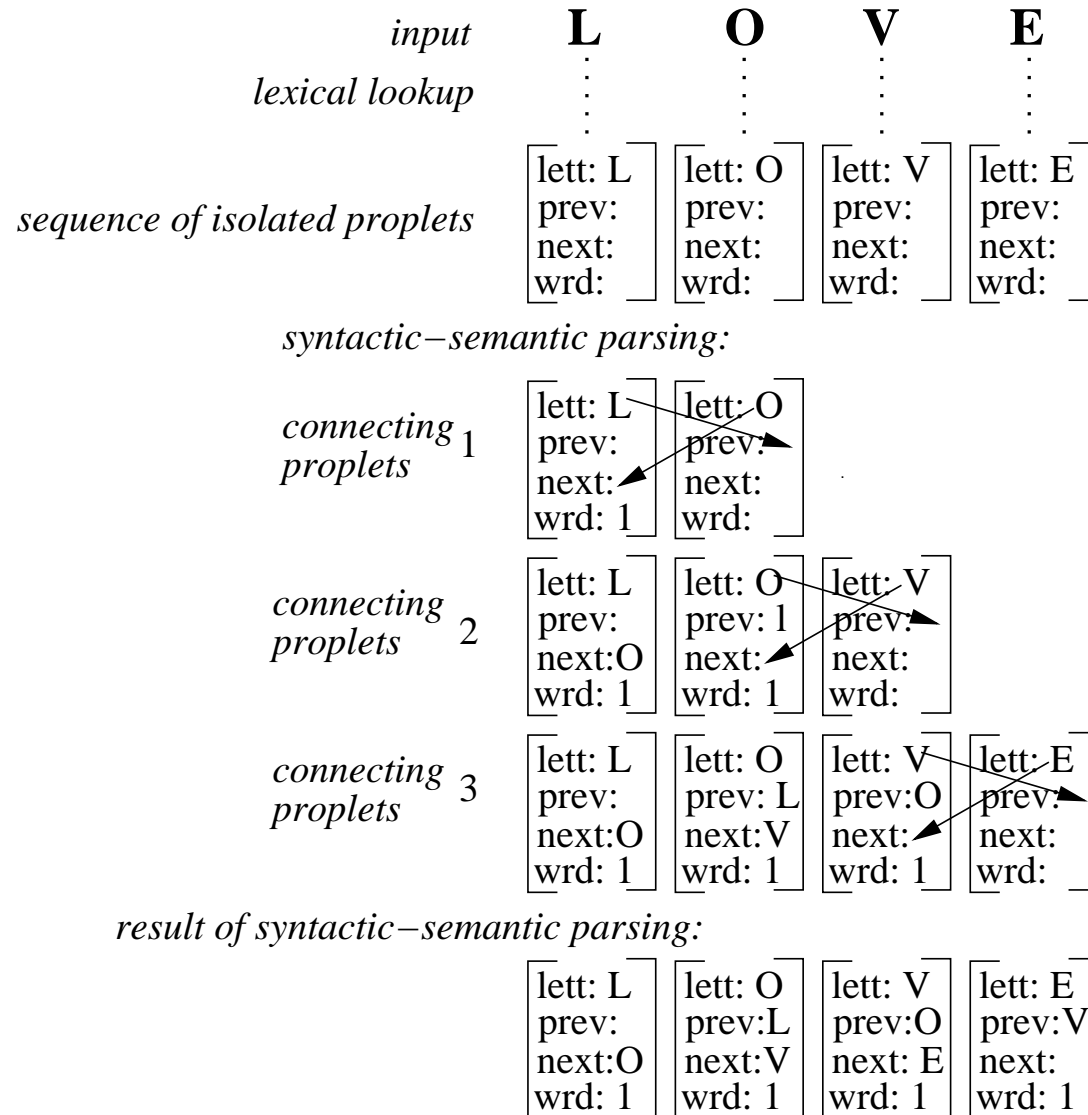 input L O V E
lexical lookup
lett: L lett: O lett: V lett: E
prev: prev: prev: prev:
sequence of isolated proplets
next: next: next: next:
wrd: wrd: wrd: wrd:
syntactic−semantic parsing:
lett: L lett: O
connecting 1
prev: prev:
proplets
next: next:
wrd: 1 wrd:
lett: L lett: O lett: V
connecting 2
prev: prev: l prev:
proplets
next:O next: next:
wrd: 1 wrd: 1 wrd:
lett: L lett: O lett: V lett: E
connecting 3
prev: prev: L prev:O prev:
proplets
next:O next:V next: next:
wrd: 1 wrd: 1 wrd: 1 wrd:
result of syntactic−semantic parsing:
lett: L lett: O lett: V lett: E
prev: prev:L prev:O prev:V
next:O next:V next: E next:
wrd: 1 wrd: 1 wrd: 1 wrd: 1